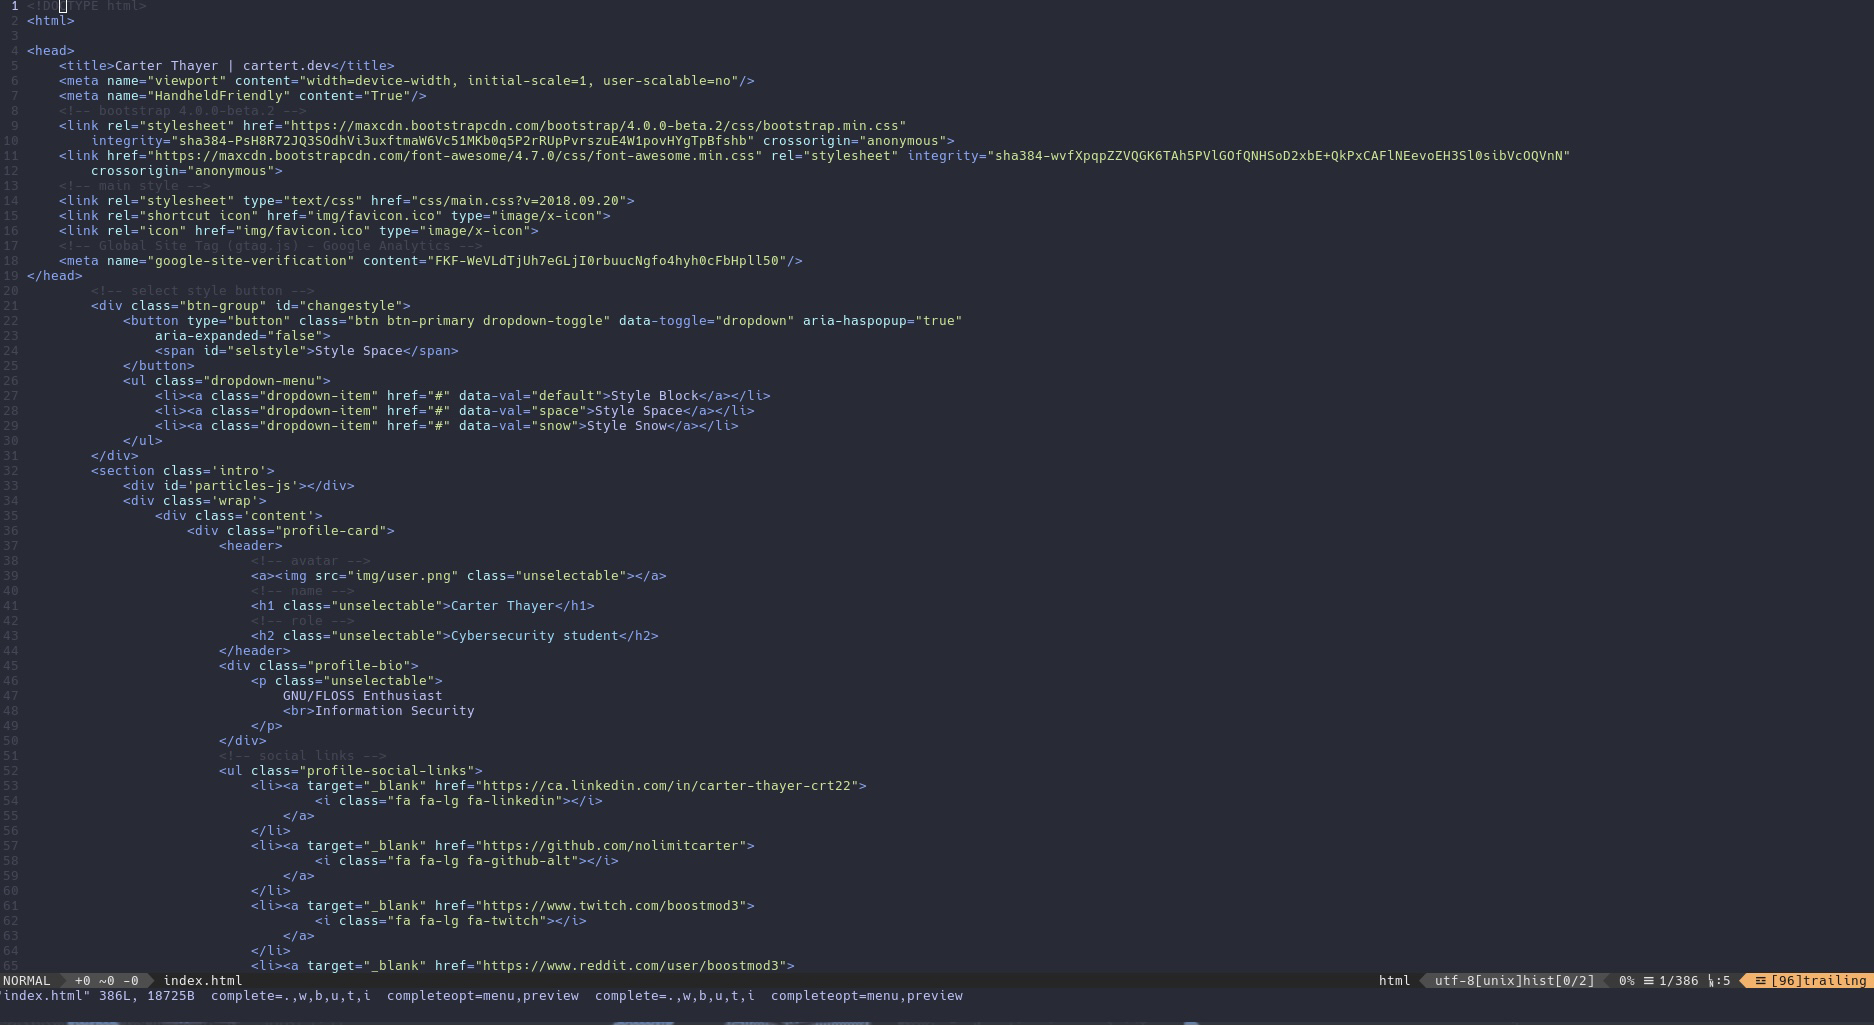 1 <!DOCTYPE html>
2 <html>
3
4 <head>
5 <title>Carter Thayer | cartert.dev</title>
6 <meta name="viewport" content="width=device-width, initial-scale=1, user-scalable=no"/>
7 <meta name="HandheldFriendly" content="True"/>
8 <!-- bootstrap 4.0.0-beta.2 -->
9 <link rel="stylesheet" href="https://maxcdn.bootstrapcdn.com/bootstrap/4.0.0-beta.2/css/bootstrap.min.css"
10 integrity="sha384-PsH8R72JQ3SOdhVi3uxftmaW6Vc51MKb0q5P2rRUpPvrszuE4W1povHYgTpBfshb" crossorigin="anonymous">
11 <link href="https://maxcdn.bootstrapcdn.com/font-awesome/4.7.0/css/font-awesome.min.css" rel="stylesheet" integrity="sha384-wvfXpqpZZVQGK6TAh5PVlGOfQNHSoD2xbE+QkPxCAFlNEevoEH3Sl0sibVcOQVnN"
12 crossorigin="anonymous">
13 <!-- main style -->
14 <link rel="stylesheet" type="text/css" href="css/main.css?v=2018.09.20">
15 <link rel="shortcut icon" href="img/favicon.ico" type="image/x-icon">
16 <link rel="icon" href="img/favicon.ico" type="image/x-icon">
17 <!-- Global Site Tag (gtag.js) - Google Analytics -->
18 <meta name="google-site-verification" content="FKF-WeVLdTjUh7eGLjI0rbuucNgfo4hyh0cFbHpll50"/>
19 </head>
20 <!-- select style button -->
21 <div class="btn-group" id="changestyle">
22 <button type="button" class="btn btn-primary dropdown-toggle" data-toggle="dropdown" aria-haspopup="true"
23 aria-expanded="false">
24 <span id="selstyle">Style Space</span>
25 </button>
26 <ul class="dropdown-menu">
27 <li><a class="dropdown-item" href="#" data-val="default">Style Block</a></li>
28 <li><a class="dropdown-item" href="#" data-val="space">Style Space</a></li>
29 <li><a class="dropdown-item" href="#" data-val="snow">Style Snow</a></li>
30 </ul>
31 </div>
32 <section class='intro'>
33 <div id='particles-js'></div>
34 <div class='wrap'>
35 <div class='content'>
36 <div class="profile-card">
37 <header>
38 <!-- avatar -->
39 <a><img src="img/user.png" class="unselectable"></a>
40 <!-- name -->
41 <h1 class="unselectable">Carter Thayer</h1>
42 <!-- role -->
43 <h2 class="unselectable">Cybersecurity student</h2>
44 </header>
45 <div class="profile-bio">
46 <p class="unselectable">
47 GNU/FLOSS Enthusiast
48 <br>Information Security
49 </p>
50 </div>
51 <!-- social links -->
52 <ul class="profile-social-links">
53 <li><a target="_blank" href="https://ca.linkedin.com/in/carter-thayer-crt22">
54 <i class="fa fa-lg fa-linkedin"></i>
55 </a>
56 </li>
57 <li><a target="_blank" href="https://github.com/nolimitcarter">
58 <i class="fa fa-lg fa-github-alt"></i>
59 </a>
60 </li>
61 <li><a target="_blank" href="https://www.twitch.com/boostmod3">
62 <i class="fa fa-lg fa-twitch"></i>
63 </a>
64 </li>
65 <li><a target="_blank" href="https://www.reddit.com/user/boostmod3">
NORMAL +0 ~0 -0 index.html html utf-8[unix]hist[0/2] 0% ☰ 1/386 :5 [96]trailing
"index.html" 386L, 18725B complete=.,w,b,u,t,i completeopt=menu,preview complete=.,w,b,u,t,i completeopt=menu,preview